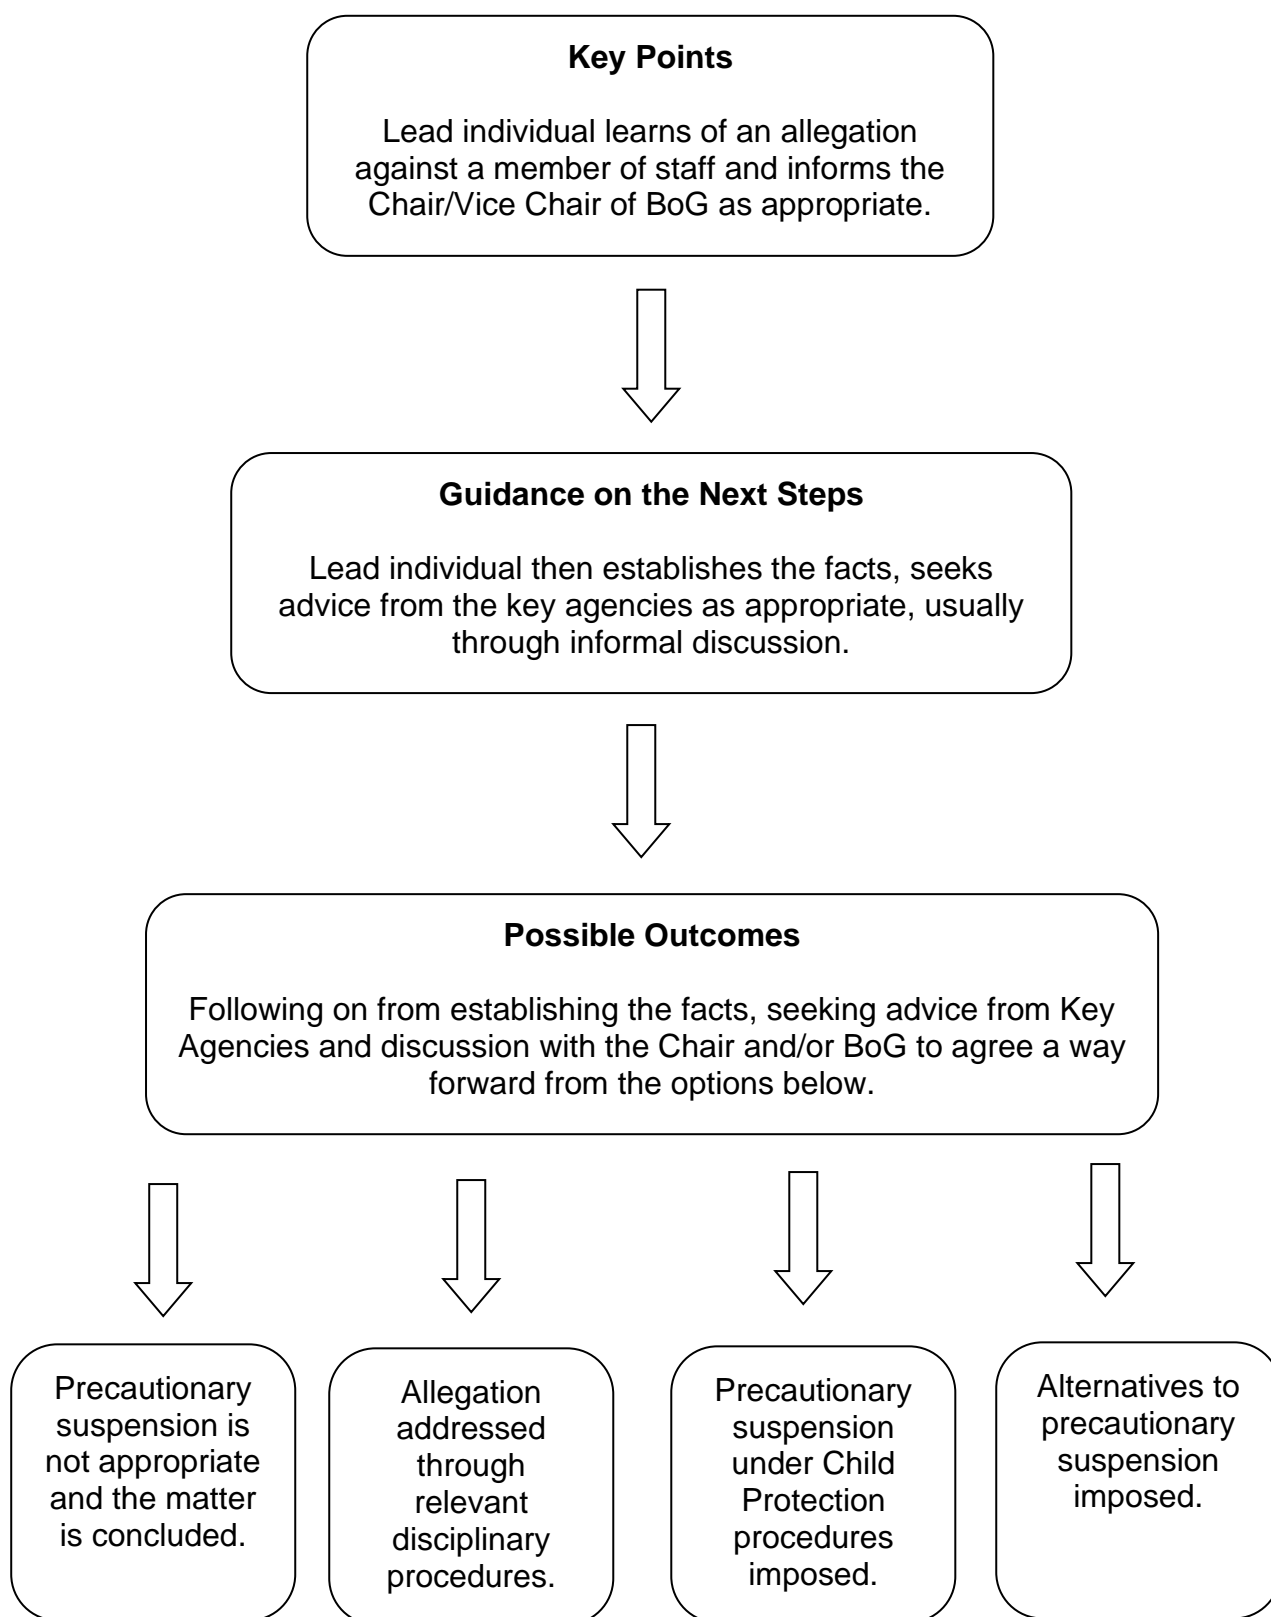 Key Points
Lead individual learns of an allegation
against a member of staff and informs the
Chair/Vice Chair of BoG as appropriate.
Guidance on the Next Steps
Lead individual then establishes the facts, seeks
advice from the key agencies as appropriate, usually
through informal discussion.
Possible Outcomes
Following on from establishing the facts, seeking advice from Key
Agencies and discussion with the Chair and/or BoG to agree a way
forward from the options below.
Precautionary
suspension is
not appropriate
and the matter
is concluded.
Allegation
addressed
through
relevant
disciplinary
procedures.
Precautionary
suspension
under Child
Protection
procedures
imposed.
Alternatives to
precautionary
suspension
imposed.